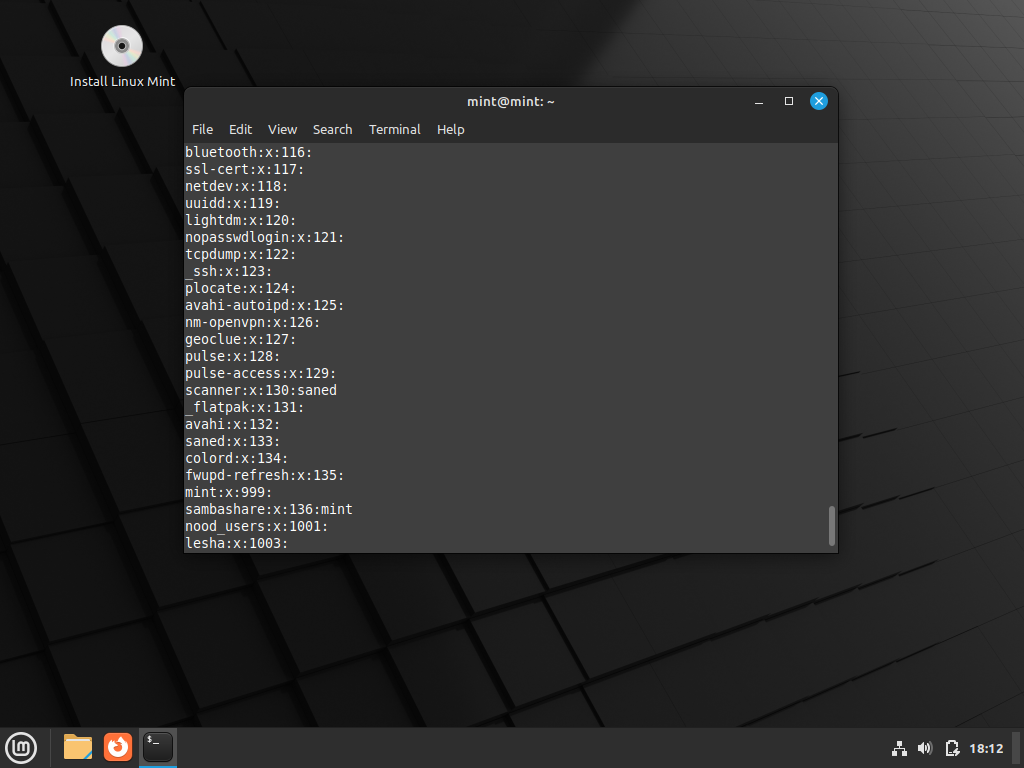 Install Linux Mint
mint@mint: ~
File Edit View Search Terminal Help
bluetooth:x:116:
ssl-cert:x:117:
netdev:x:118:
uuidd:x:119:
lightdm:x:120:
nopasswdlogin:x:121:
tcpdump:x:122:
_ssh:x:123:
plocate:x:124:
avahi-autoipd:x:125:
nm-openvpn:x:126:
geoclue:x:127:
pulse:x:128:
pulse-access:x:129:
scanner:x:130:saned
_flatpak:x:131:
avahi:x:132:
saned:x:133:
colord:x:134:
fwupd-refresh:x:135:
mint:x:999:
sambashare:x:136:mint
nood_users:x:1001:
lesha:x:1003:
$_
18:12